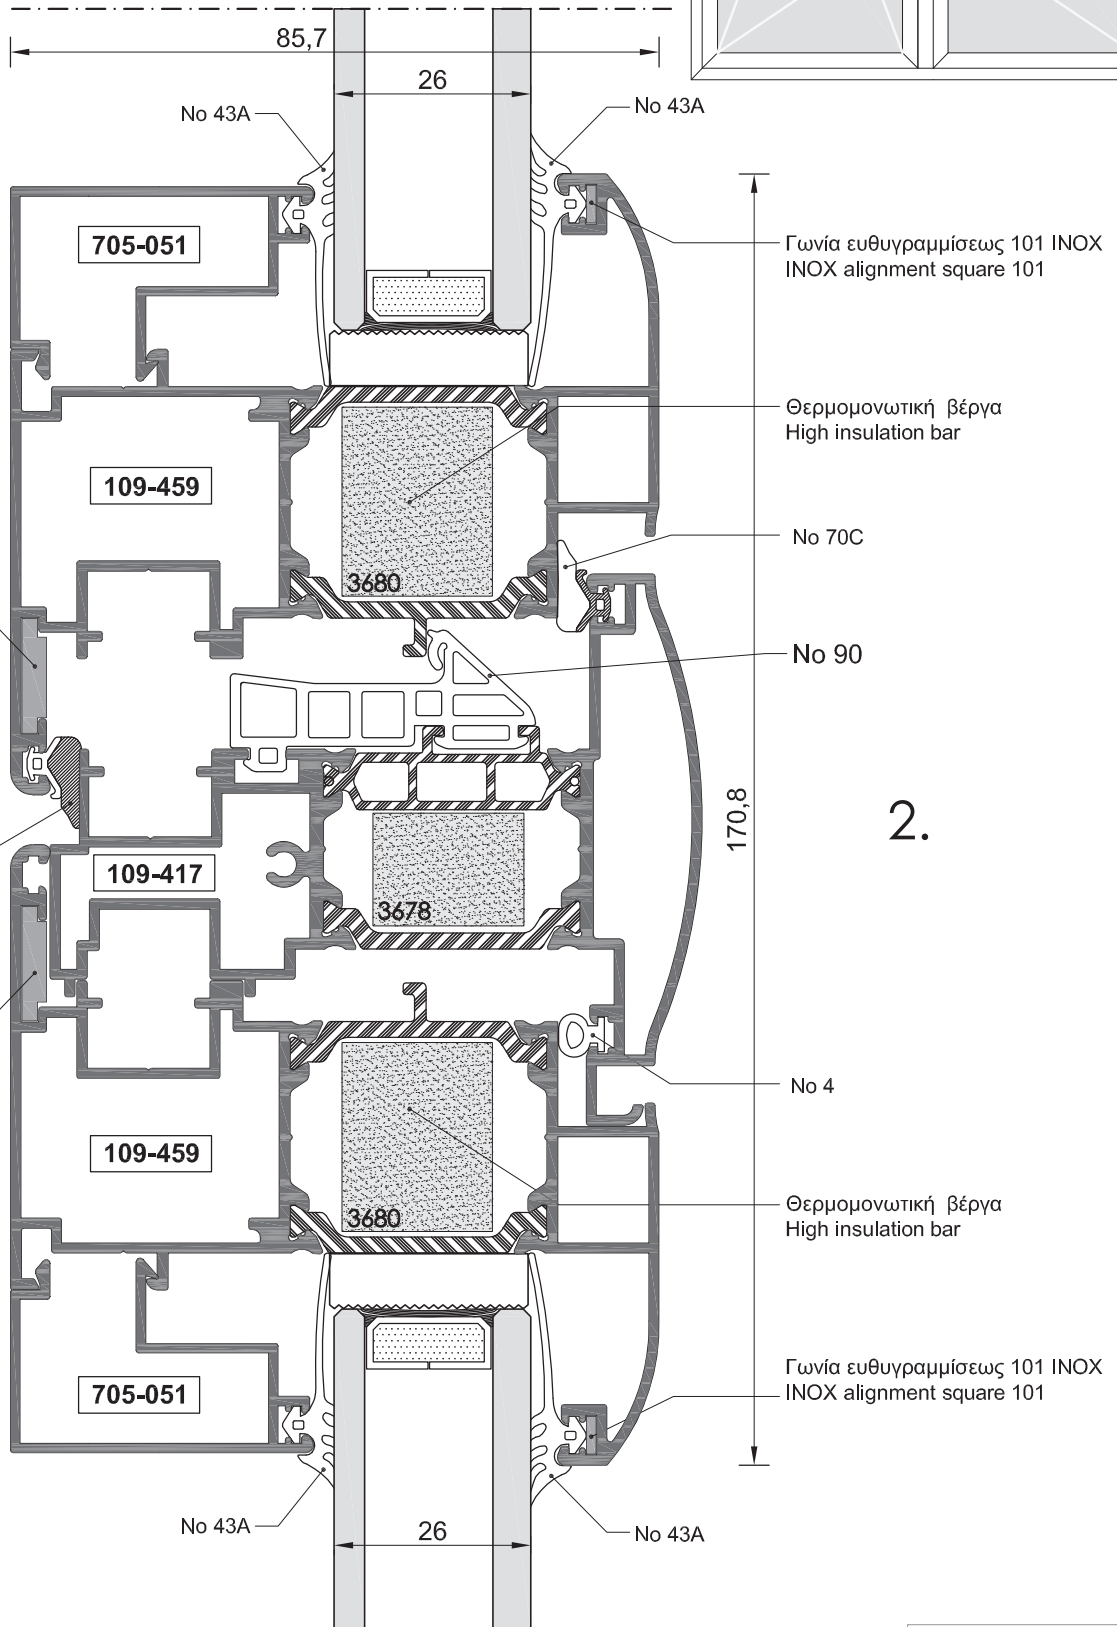 85,7
26
No 43A
No 43A
705-051
Γωνία ευθυγραμμίσεως 101 INOX
INOX alignment square 101
Θερμομονωτική βέργα
High insulation bar
109-459
No 70C
3680
No 90
170,8
2.
109-417
3678
No 4
109-459
Θερμομονωτική βέργα
High insulation bar
3680
Γωνία ευθυγραμμίσεως 101 INOX
INOX alignment square 101
705-051
No 43A
26
No 43A